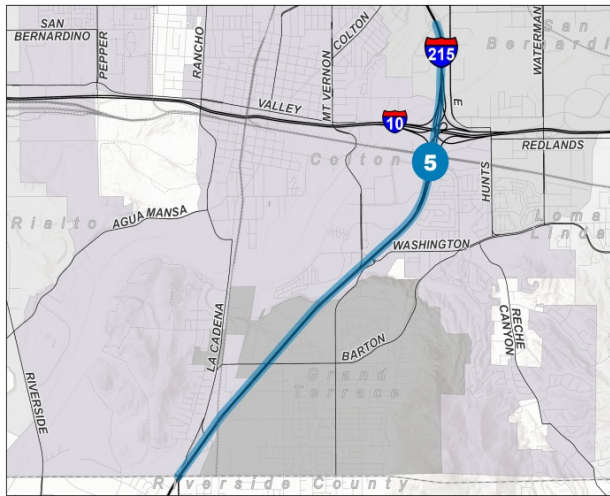 SAN
BERNARDINO
PEPPER
RANCHO
MT VERNON
COLTON
215
WATERMAN
San
Bernardi
VALLEY
10
E
REDLANDS
Colton
5
HUNTS
Rialto
AGUA MANSA
WASHINGTON
Loma
Linda
LA CADENA
BARTON
RECHE
CANYON
RIVERSIDE
Grand
Terrace
Riverside County